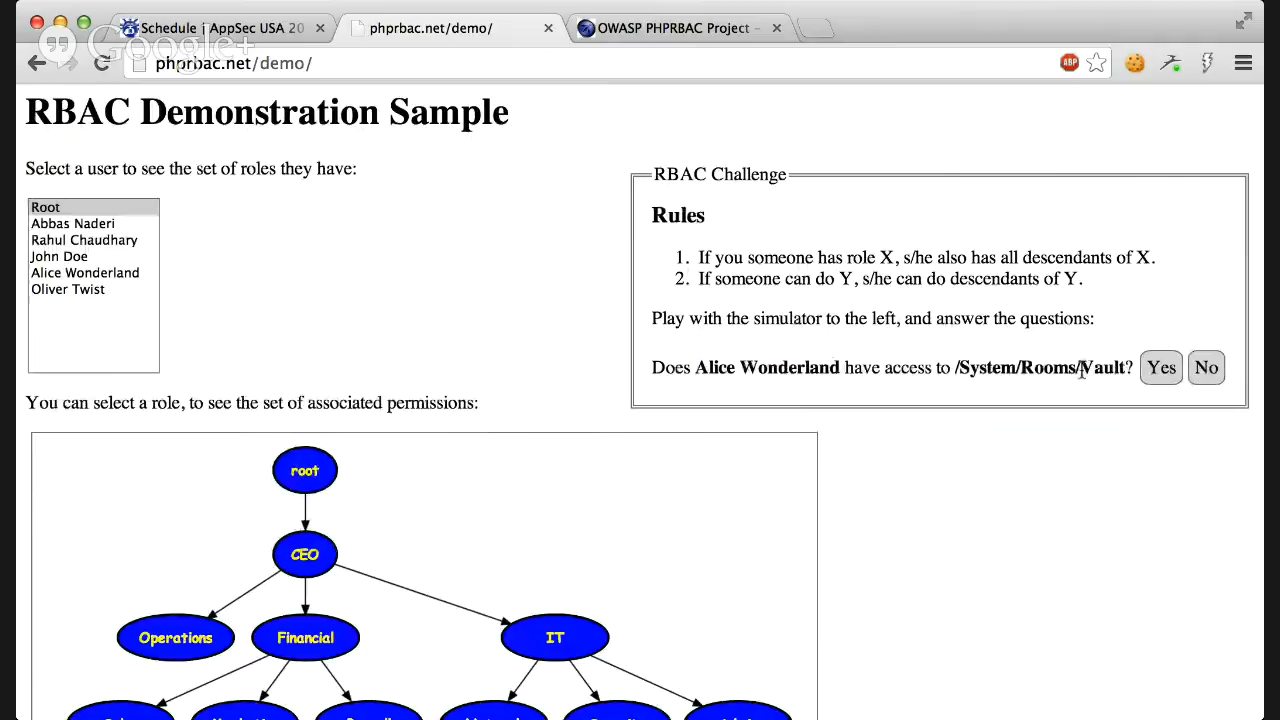 Schedule | AppSec USA 20
phprbac.net/demo/
OWASP PHPRBAC Project –
Google+
phprbac.net/demo/
ABP
RBAC Demonstration Sample
Select a user to see the set of roles they have:
Root
Abbas Naderi
Rahul Chaudhary
John Doe
Alice Wonderland
Oliver Twist
RBAC Challenge
Rules
1. If you someone has role X, s/he also has all descendants of X.
2. If someone can do Y, s/he can do descendants of Y.
Play with the simulator to the left, and answer the questions:
Does Alice Wonderland have access to /System/Rooms/Vault? Yes No
You can select a role, to see the set of associated permissions:
root
CEO
Operations Financial IT